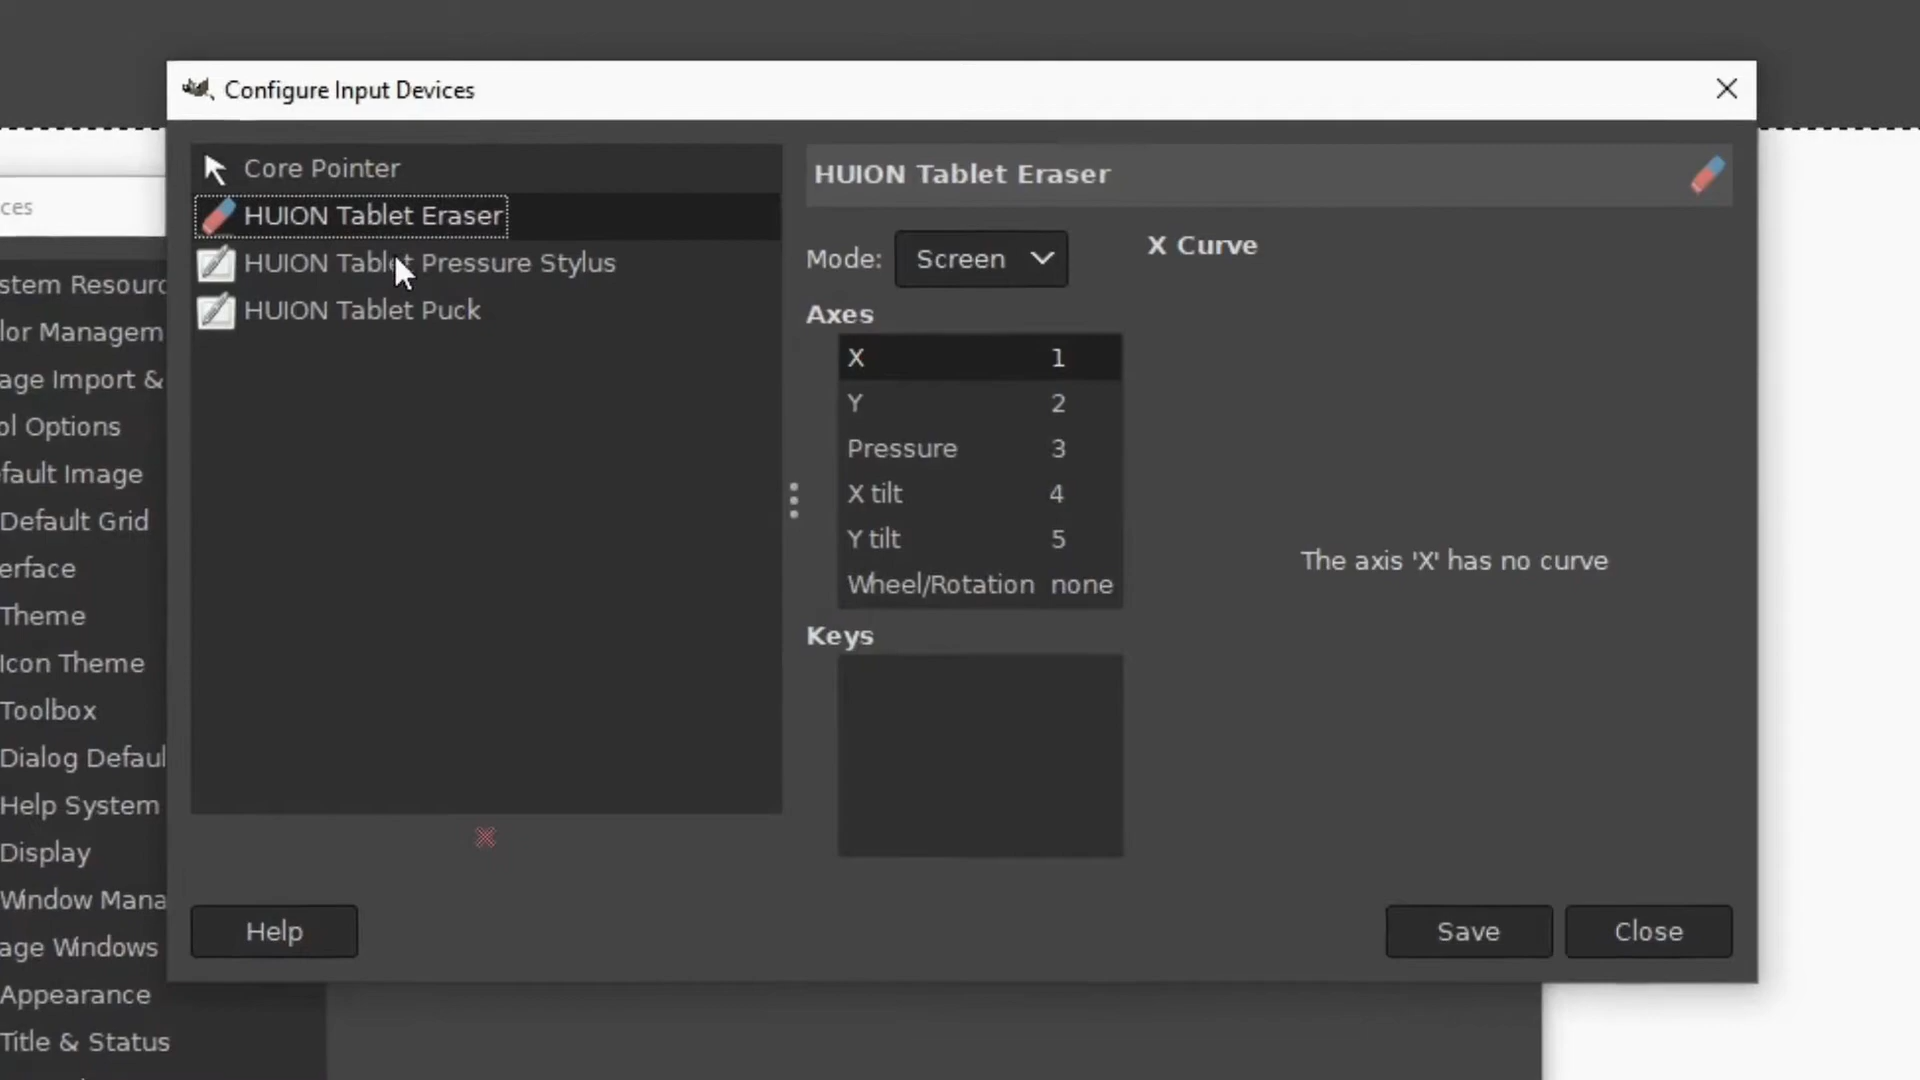 Configure Input Devices
Core Pointer
HUION Tablet Eraser
HUION Tablet Pressure Stylus
HUION Tablet Puck
HUION Tablet Eraser
Mode: Screen
X Curve
Axes
X 1
Y 2
Pressure 3
X tilt 4
Y tilt 5
Wheel/Rotation none
The axis 'X' has no curve
Keys
Help
Save
Close
ces
stem Resourc
lor Managem
age Import &
ol Options
fault Image
Default Grid
erface
Theme
Icon Theme
Toolbox
Dialog Defaul
Help System
Display
Window Mana
age Windows
Appearance
Title & Status